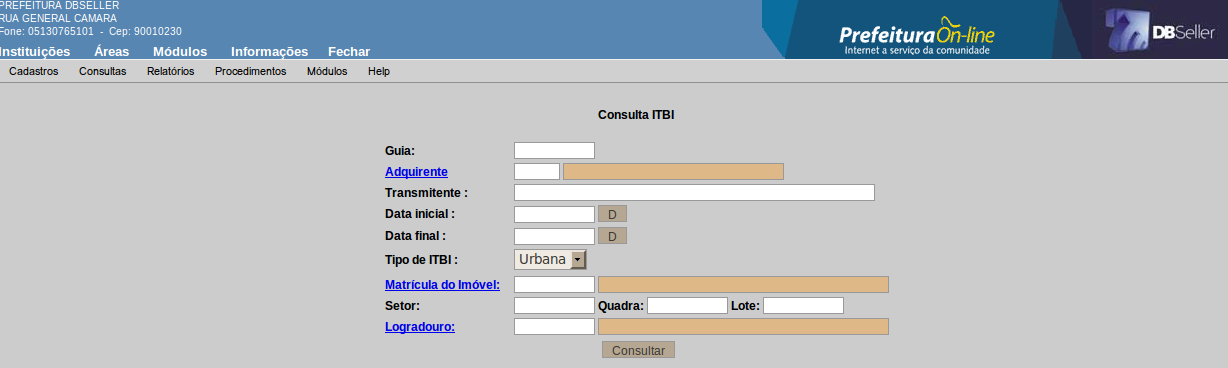 PREFEITURA DBSELLER
RUA GENERAL CAMARA
Fone: 05130765101 - Cep: 90010230
Instituições Áreas Módulos Informações Fechar
Prefeitura On-line
Internet a serviço da comunidade
DBSeller
Cadastros Consultas Relatórios Procedimentos Módulos Help
Consulta ITBI
Guia:
Adquirente
Transmitente :
Data inicial : D
Data final : D
Tipo de ITBI : Urbana
Matrícula do Imóvel:
Setor: Quadra: Lote:
Logradouro:
Consultar